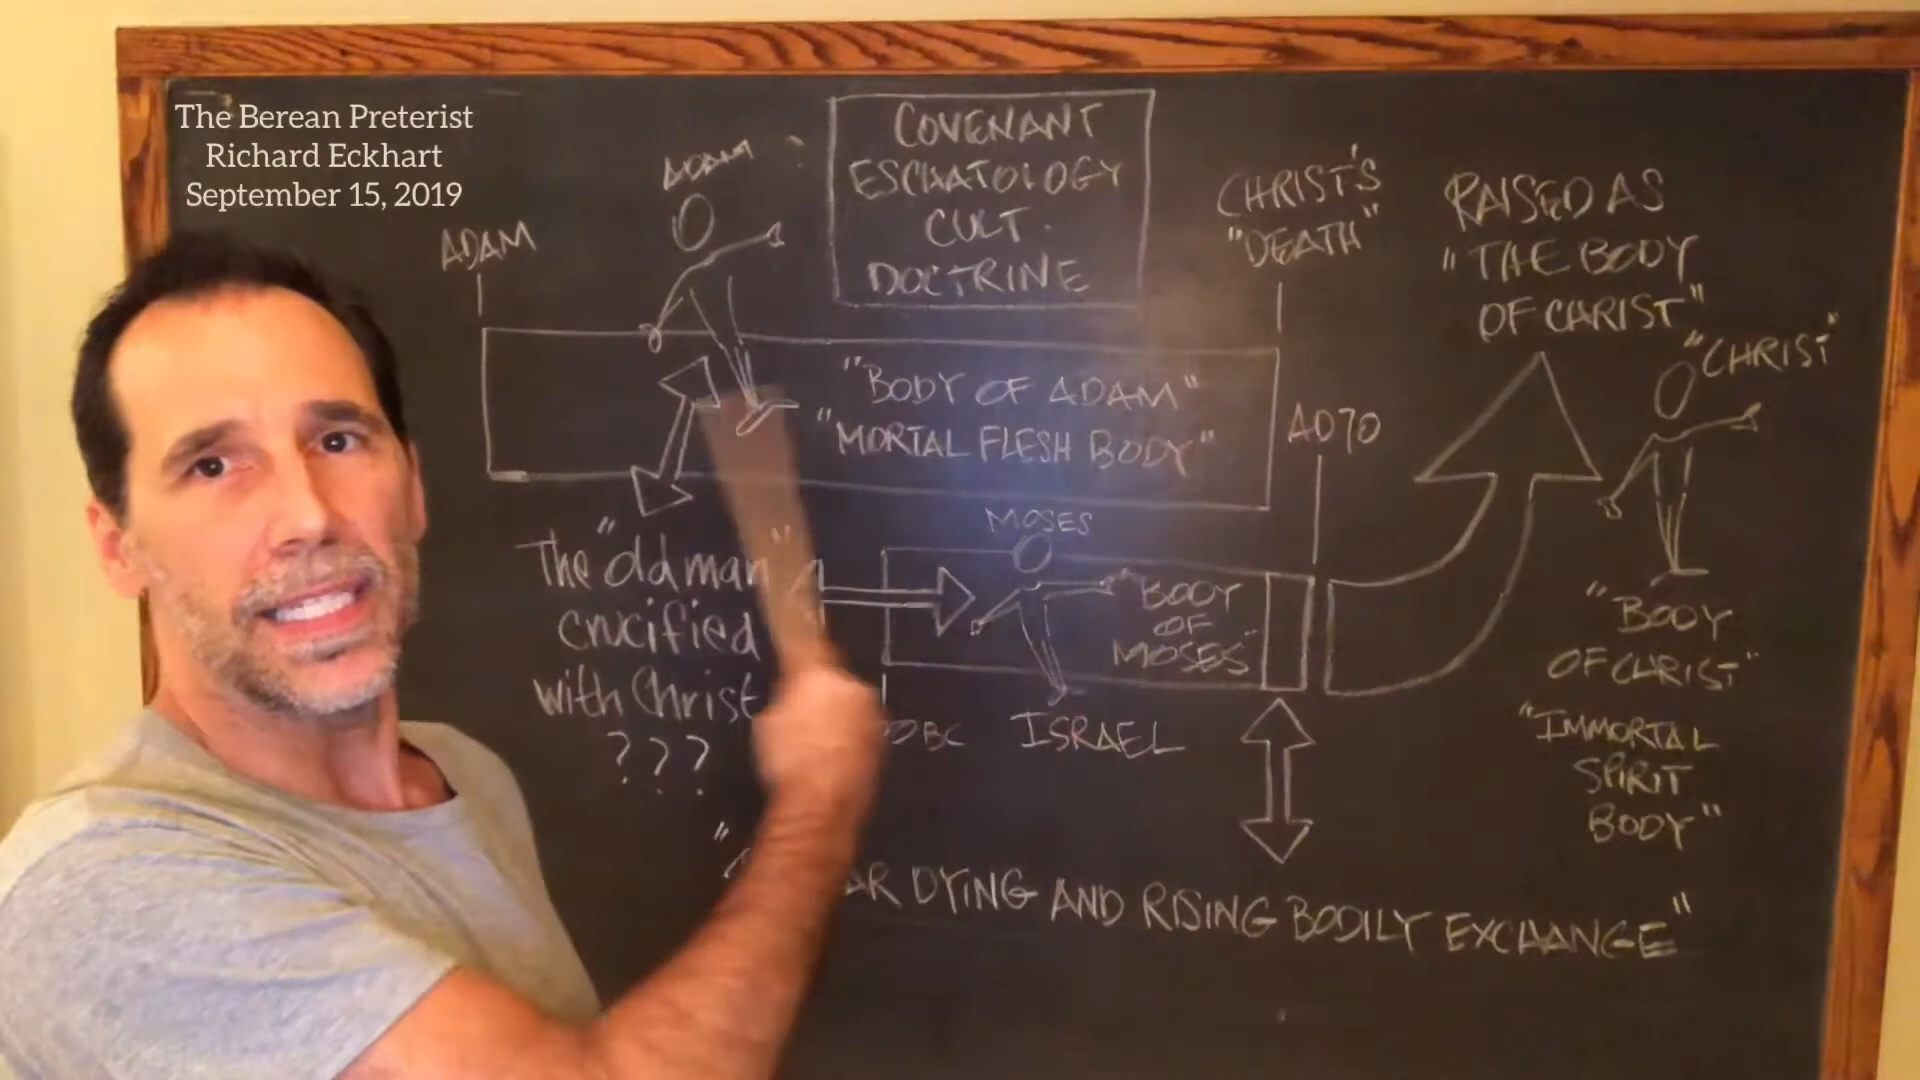 The Berean Preterist
Richard Eckhart
September 15, 2019
ADAM
ADAM
COVENANT
ESCHATOLOGY
CULT
DOCTRINE
CHRIST'S
"DEATH"
RAISED AS
"THE BODY
OF CHRIST"
"CHRIST"
"BODY OF ADAM"
"MORTAL FLESH BODY"
AD70
The "old man"
crucified
with Christ
???
MOSES
"BODY
OF
MOSES"
BC
ISRAEL
"BODY
OF CHRIST"
"IMMORTAL
SPIRIT
BODY"
DYING AND RISING BODILY EXCHANGE"